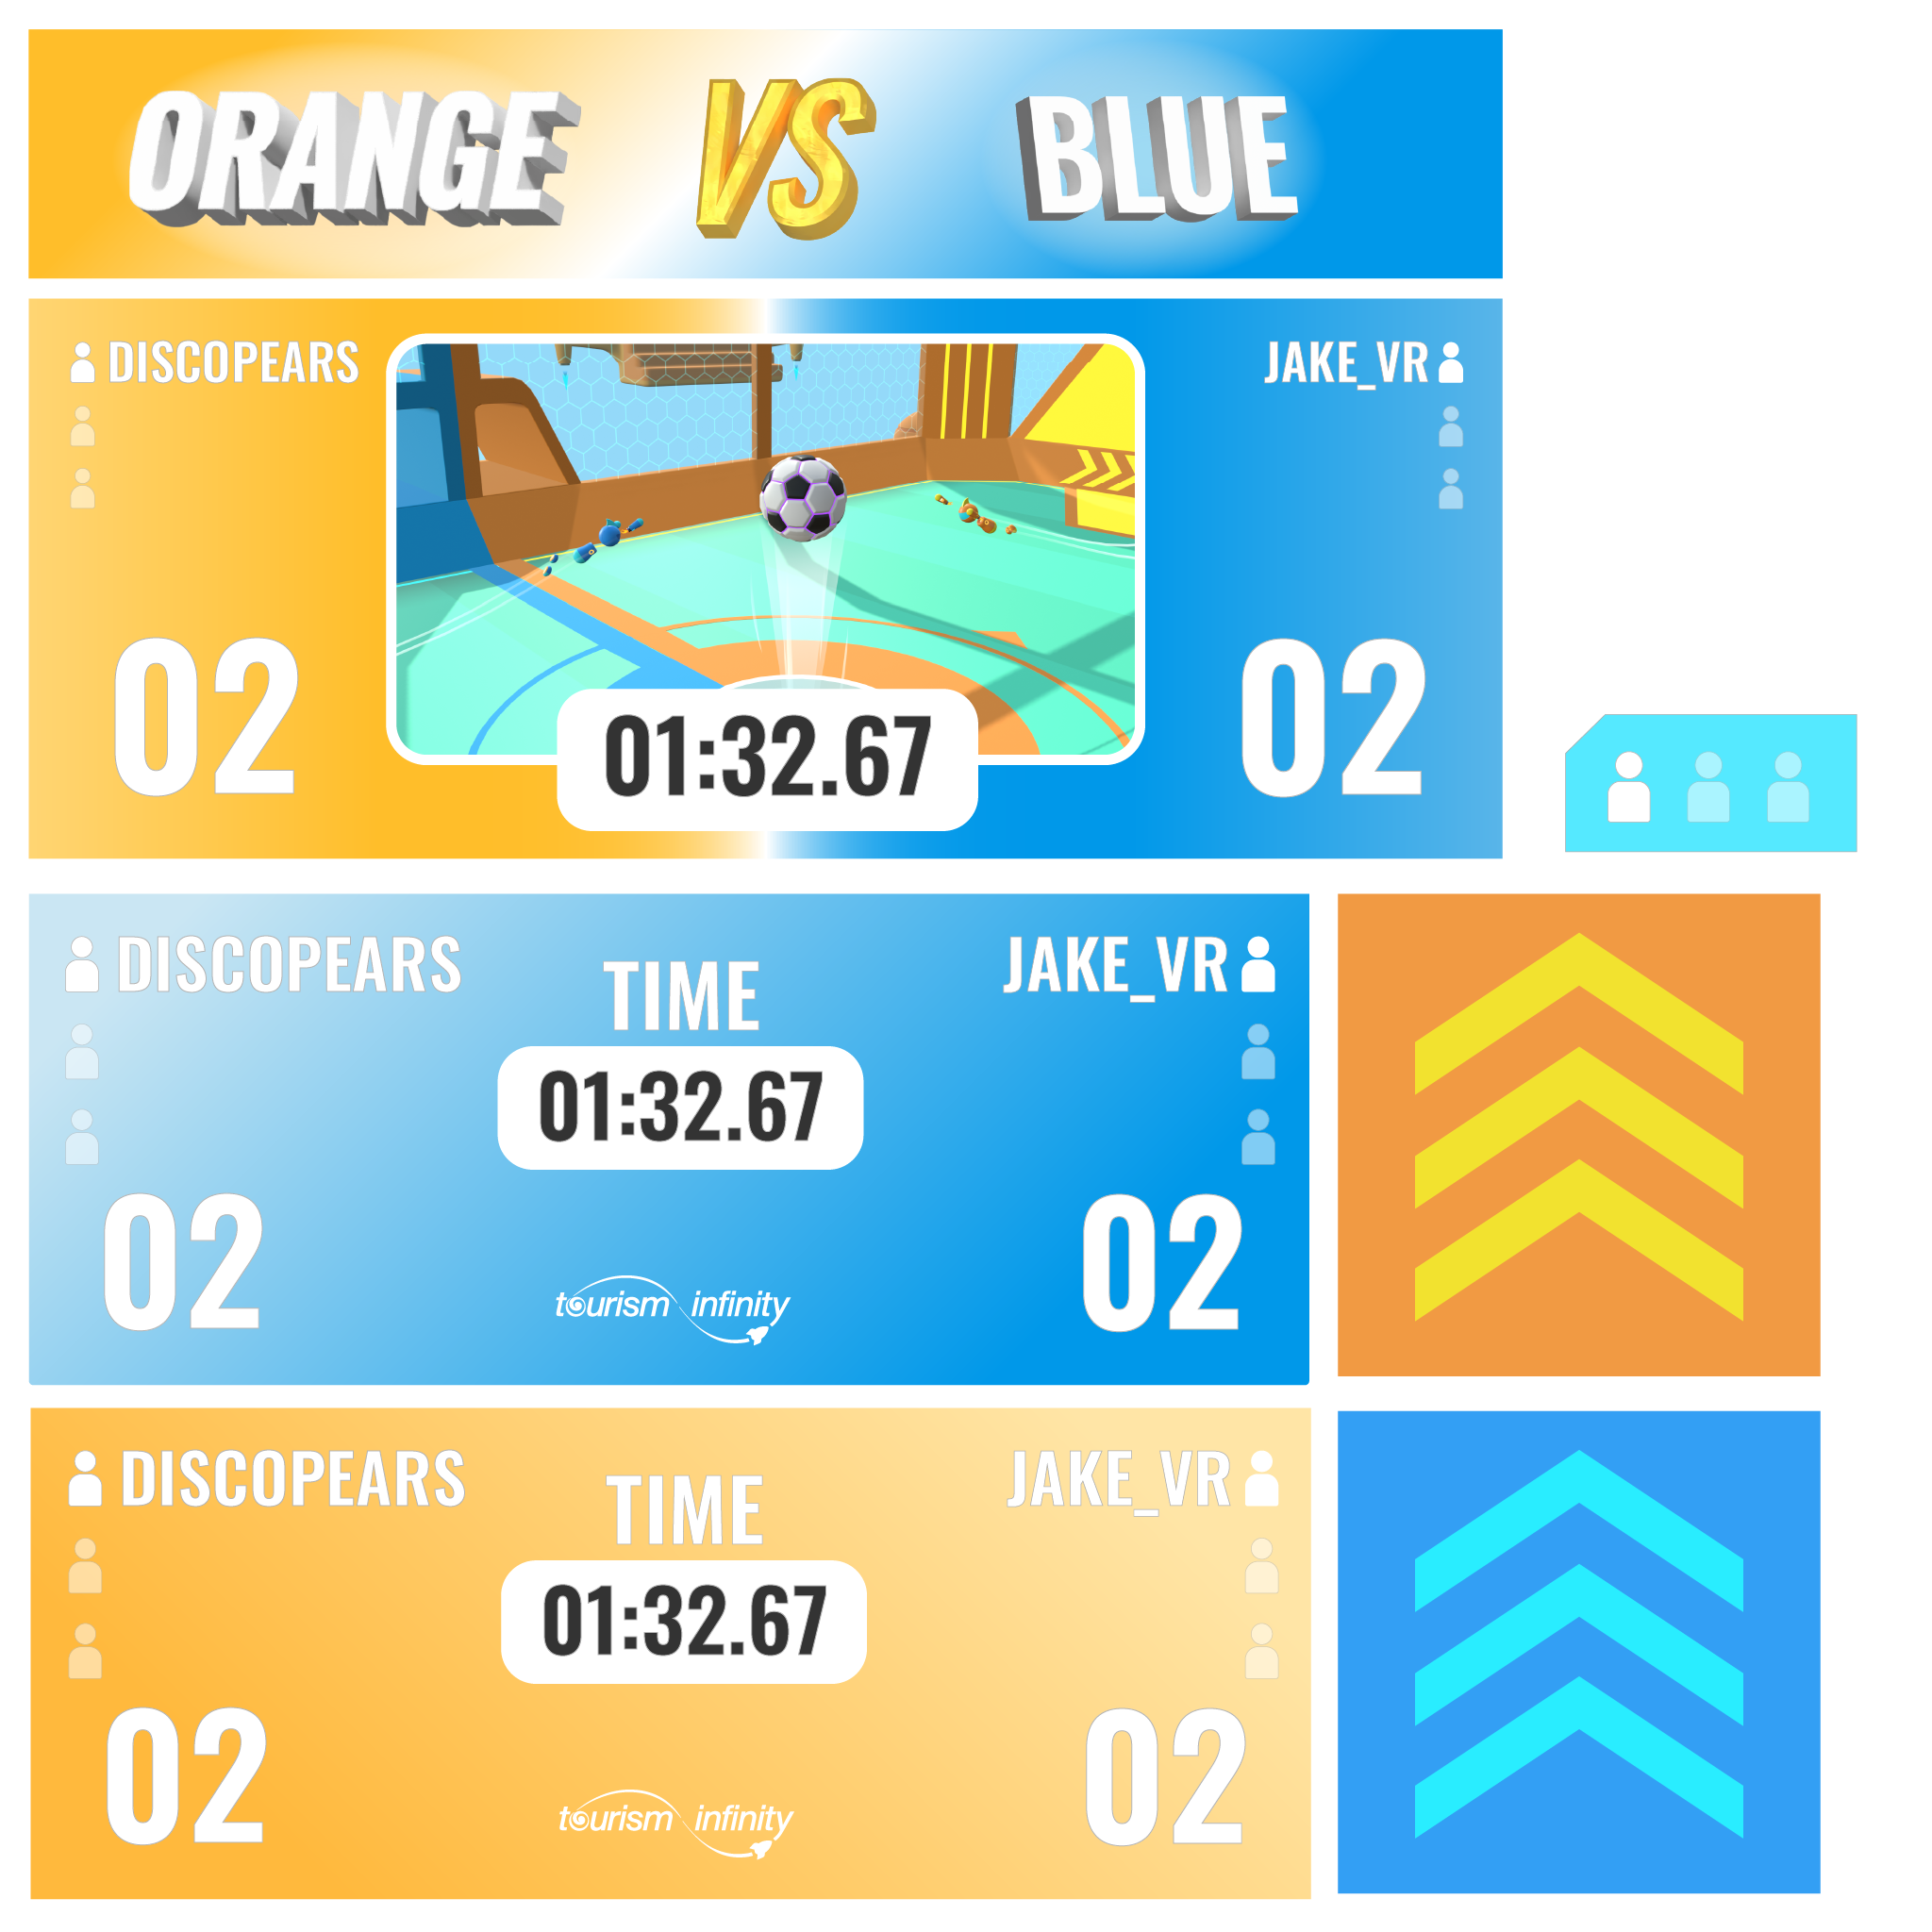 ORANGE VS BLUE
DISCOPEARS
JAKE_VR
02
01:32.67
02
DISCOPEARS
TIME
JAKE_VR
01:32.67
02
02
tourism infinity
DISCOPEARS
TIME
JAKE_VR
01:32.67
02
02
tourism infinity